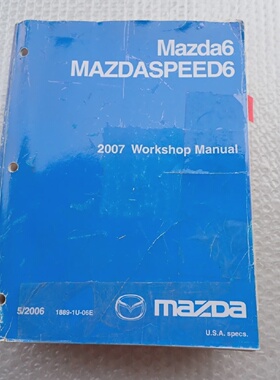 Mazda6
MAZDASPEED6
2007 Workshop Manual
5/2006 1889-1U-06E mazda
U.S.A. specs.